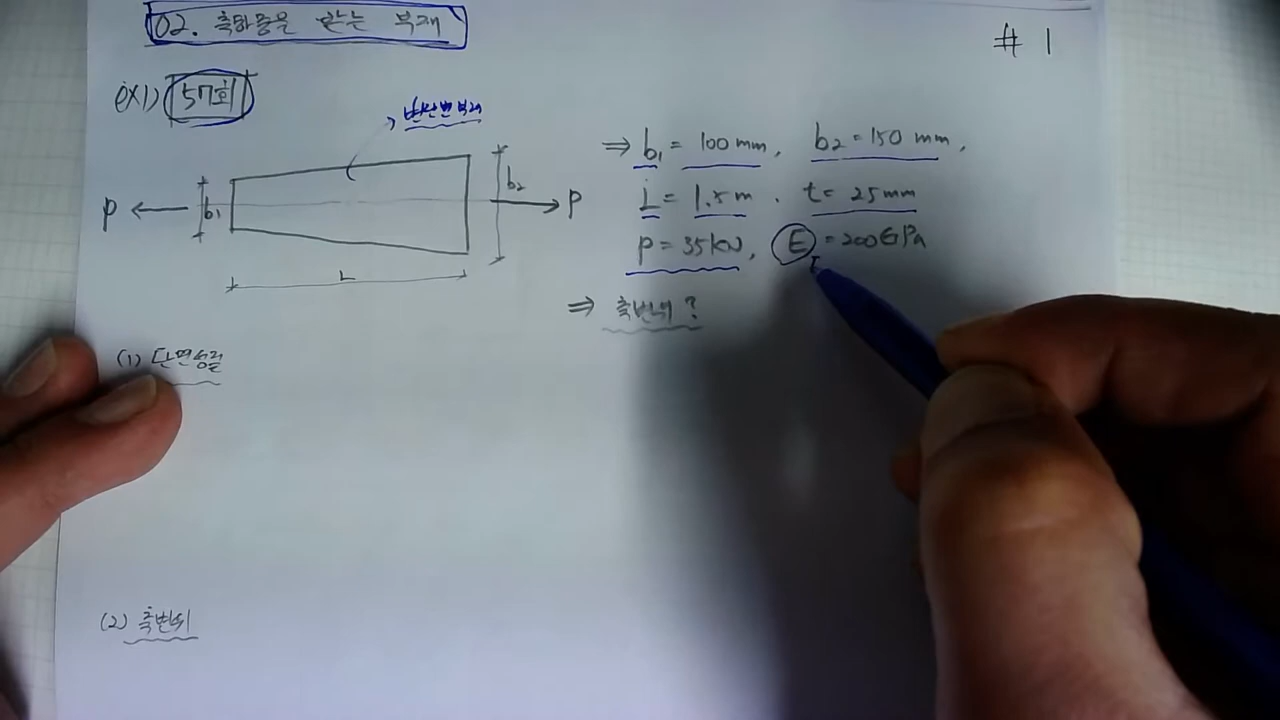 02. 축하중을 받는 부재
# 1
ex1) 57회
변단면부재
P b1 b2 P
L
⇒ b1 = 100 mm, b2 = 150 mm,
L = 1.5 m, t = 25 mm
P = 35 kN, E = 200 GPa
⇒ 축변위?
(1) 단면성질
(2) 축변위